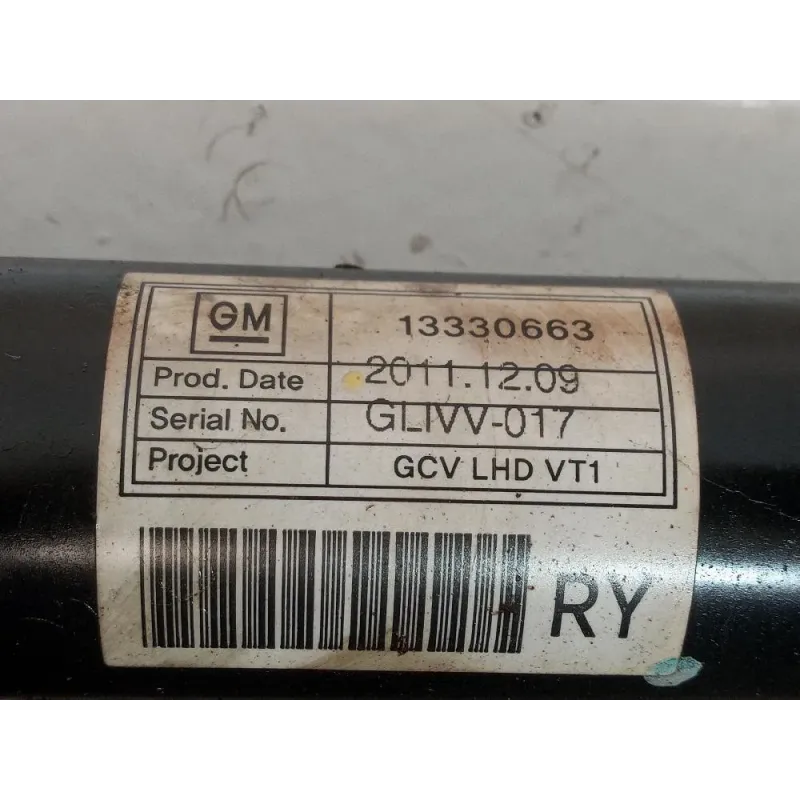 GM 13330663
Prod. Date 2011.12.09
Serial No. GLIVV-017
Project GCV LHD VT1
RY